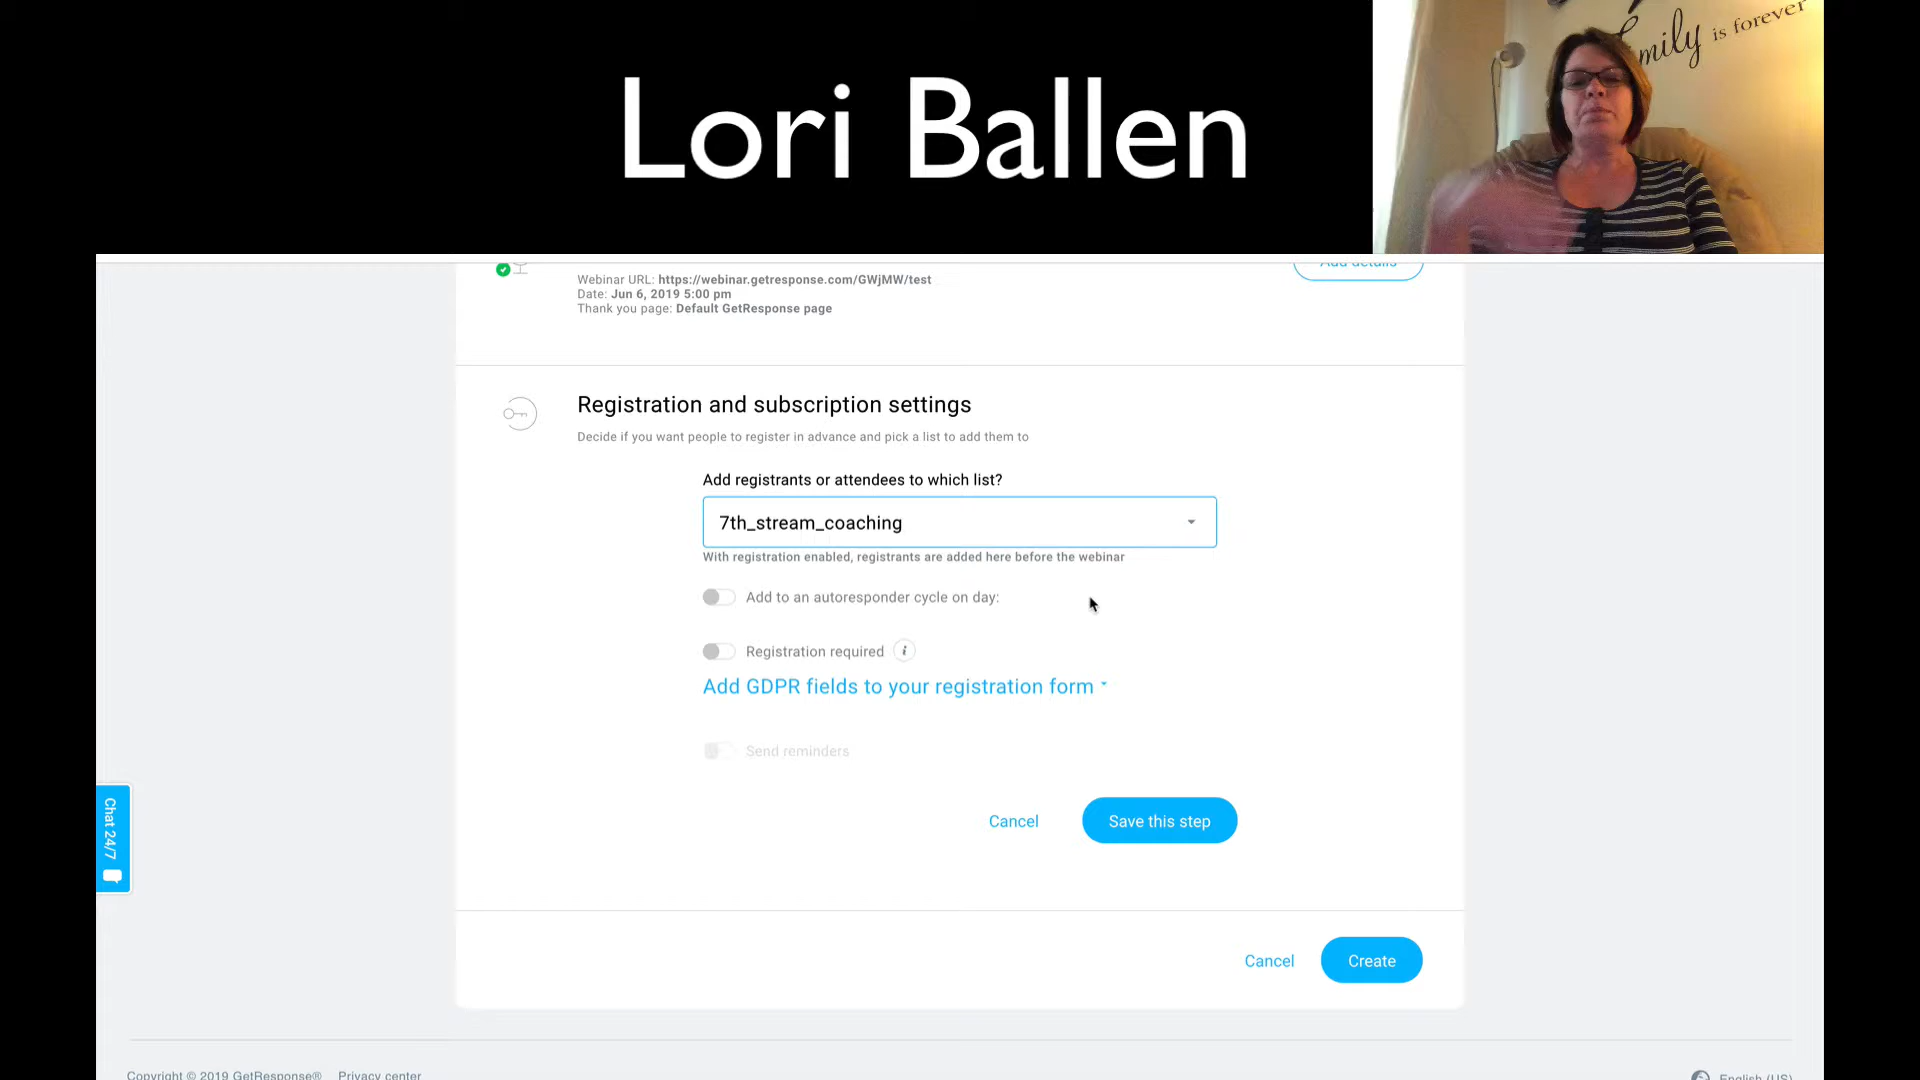 Lori Ballen
mily is forever
Add details
Webinar URL: https://webinar.getresponse.com/GWjMW/test
Date: Jun 6, 2019 5:00 pm
Thank you page: Default GetResponse page
Registration and subscription settings
Decide if you want people to register in advance and pick a list to add them to
Add registrants or attendees to which list?
7th_stream_coaching
With registration enabled, registrants are added here before the webinar
Add to an autoresponder cycle on day:
Registration required i
Add GDPR fields to your registration form
Send reminders
Chat 24/7
Cancel Save this step
Cancel Create
Copyright © 2019 GetResponse® Privacy center English (US)